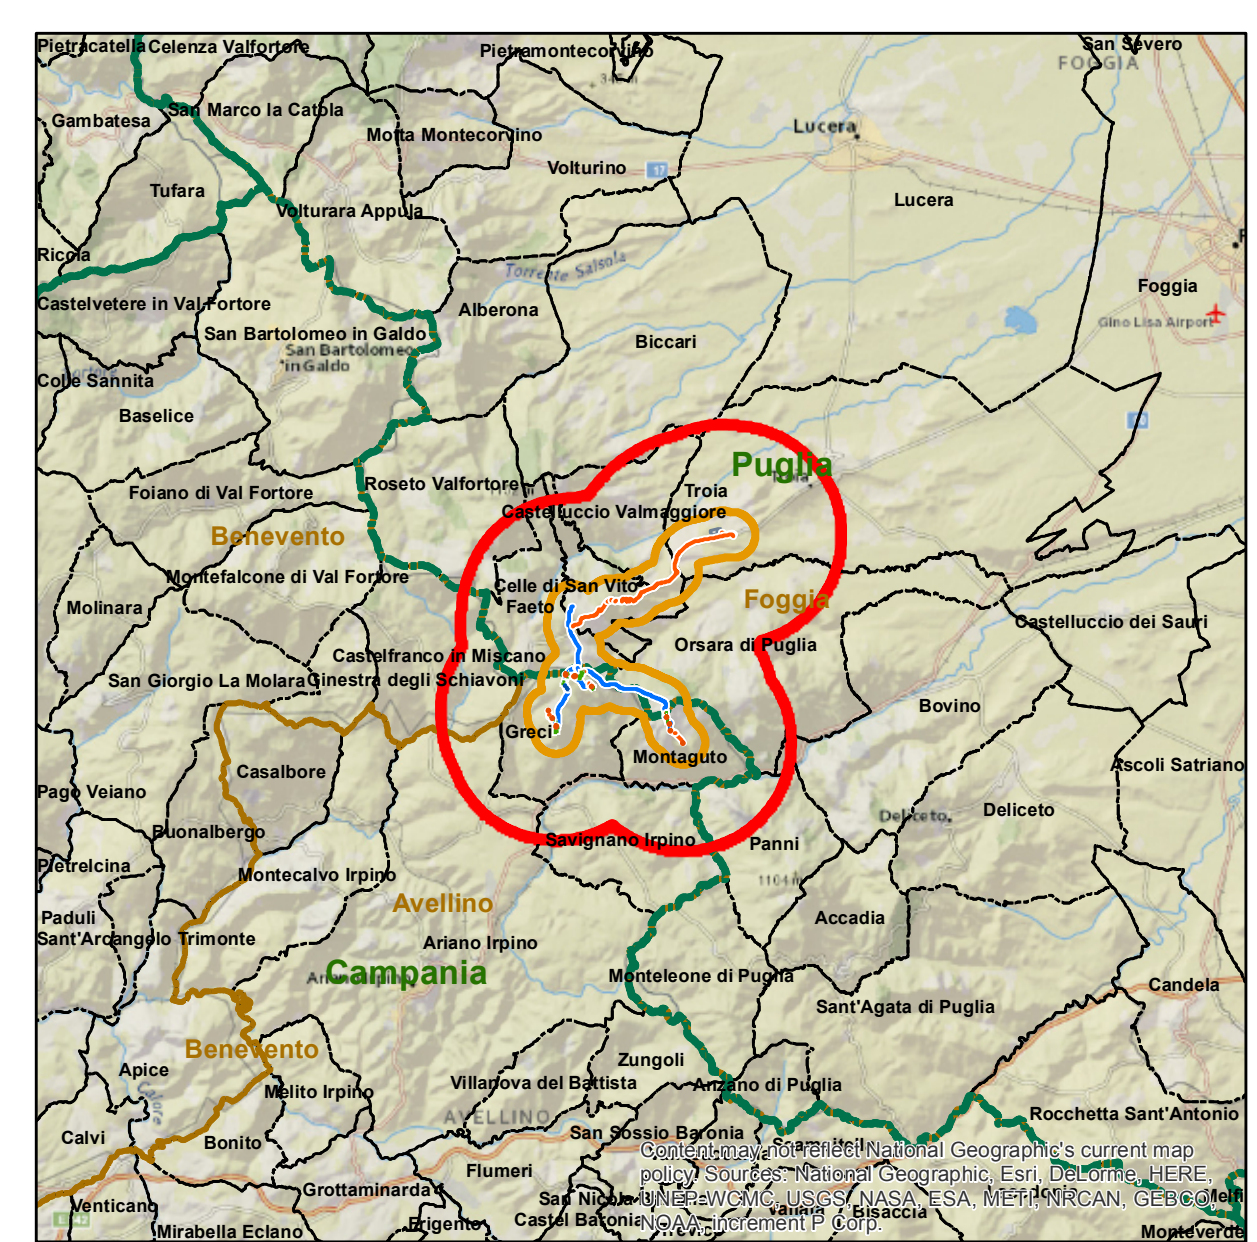 Pietracatella
Celenza Valfortore
Pietramontecorvino
San Severo
FOGGIA
Gambatesa
San Marco la Catola
Motta Montecorvino
Lucera
Volturino
17
Tufara
Lucera
Volturara Appula
Riccia
Torrente Salsola
Foggia
Castelvetere in Val Fortore
Alberona
Gino Lisa Airport
San Bartolomeo in Galdo
Biccari
San Bartolomeo
in Galdo
Colle Sannita
Baselice
Puglia
Roseto Valfortore
Foiano di Val Fortore
Troia
Castelluccio Valmaggiore
Benevento
Montefalcone di Val Fortore
Celle di San Vito
Faeto
Foggia
Molinara
Castelluccio dei Sauri
Orsara di Puglia
Castelfranco in Miscano
San Giorgio La Molara
Ginestra degli Schiavoni
Bovino
Greci
Montaguto
Casalbore
Ascoli Satriano
Pago Veiano
Deliceto
Deliceto
Buonalbergo
Savignano Irpino
Panni
Pietrelcina
Montecalvo Irpino
1104 m
Avellino
Paduli
Accadia
Sant'Arcangelo Trimonte
Ariano Irpino
Campania
Monteleone di Puglia
Candela
Sant'Agata di Puglia
Benevento
Zungoli
Apice
Villanova del Battista
Anzano di Puglia
Melito Irpino
AVELLINO
Rocchetta Sant'Antonio
Calvi
Bonito
San Sossio Baronia
Content may not reflect National Geographic's current map
policy. Sources: National Geographic, Esri, DeLorme, HERE,
UNEP-WCMC, USGS, NASA, ESA, METI, NRCAN, GEBCO,
NOAA, increment P Corp.
Flumeri
Grottaminarda
Melfi
Venticano
Castel Baronia
Bisaccia
Mirabella Eclano
Frigento
Monteverde